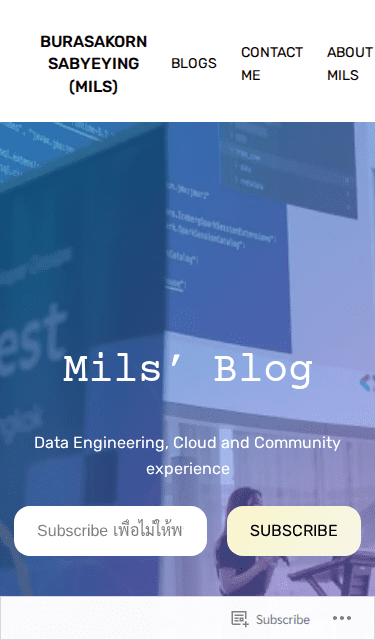 BURASAKORN
SABYEYING
(MILS)
BLOGS
CONTACT
ME
ABOUT
MILS
Mils’ Blog
Data Engineering, Cloud and Community
experience
Subscribe เพื่อไม่ให้พ
SUBSCRIBE
Subscribe